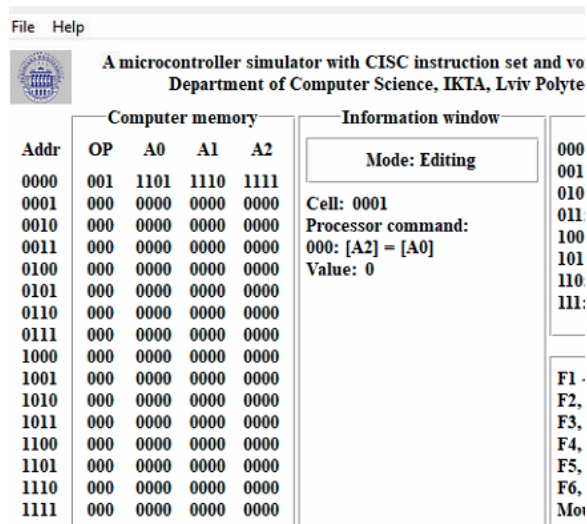 File Help
A microcontroller simulator with CISC instruction set and
Department of Computer Science, IKTA, Lviv
Computer memory
Addr OP A0 A1 A2
0000 001 1101 1110 1111
0001 000 0000 0000 0000
0010 000 0000 0000 0000
0011 000 0000 0000 0000
0100 000 0000 0000 0000
0101 000 0000 0000 0000
0110 000 0000 0000 0000
0111 000 0000 0000 0000
1000 000 0000 0000 0000
1001 000 0000 0000 0000
1010 000 0000 0000 0000
1011 000 0000 0000 0000
1100 000 0000 0000 0000
1101 000 0000 0000 0000
1110 000 0000 0000 0000
1111 000 0000 0000 0000
Information window
Mode: Editing
Cell: 0001
Processor command:
000: [A2] = [A0]
Value: 0
000
001
010
011:
100
101
110:
111:
F1 -
F2,
F3,
F4,
F5,
F6,